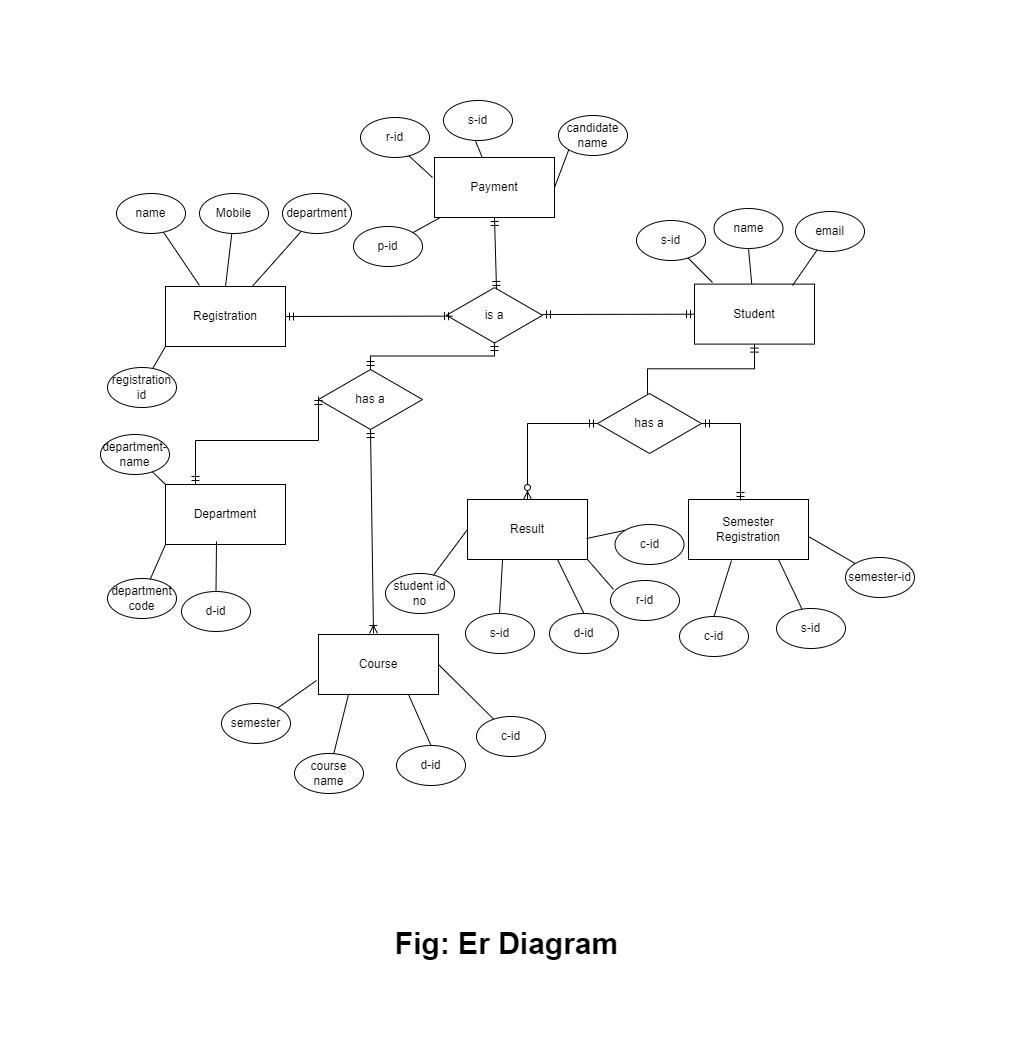 s-id
candidate
name
r-id
Payment
p-id
name
Mobile
department
s-id
name
email
Registration
is a
Student
registration
id
has a
has a
department-
name
Department
Result
Semester
Registration
c-id
department
code
d-id
student id
no
r-id
semester-id
s-id
d-id
c-id
s-id
Course
semester
course
name
d-id
c-id
Fig: Er Diagram